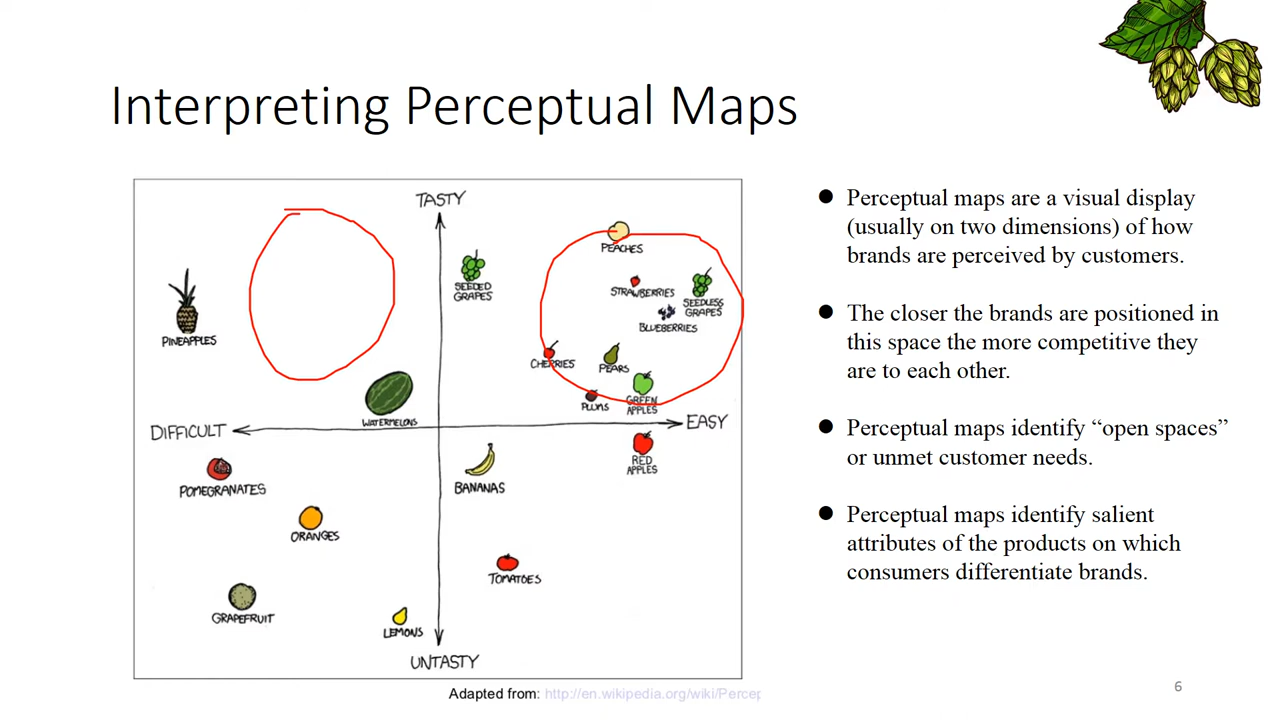 Interpreting Perceptual Maps
TASTY
PEACHES
SEEDED
GRAPES
STRAWBERRIES
SEEDLESS
GRAPES
BLUEBERRIES
PINEAPPLES
CHERRIES
PEARS
PLUMS
GREEN
APPLES
WATERMELONS
DIFFICULT
EASY
RED
APPLES
POMEGRANATES
BANANAS
ORANGES
TOMATOES
GRAPEFRUIT
LEMONS
UNTASTY
Adapted from: http://en.wikipedia.org/wiki/Percep
● Perceptual maps are a visual display
(usually on two dimensions) of how
brands are perceived by customers.
● The closer the brands are positioned in
this space the more competitive they
are to each other.
● Perceptual maps identify “open spaces”
or unmet customer needs.
● Perceptual maps identify salient
attributes of the products on which
consumers differentiate brands.
6